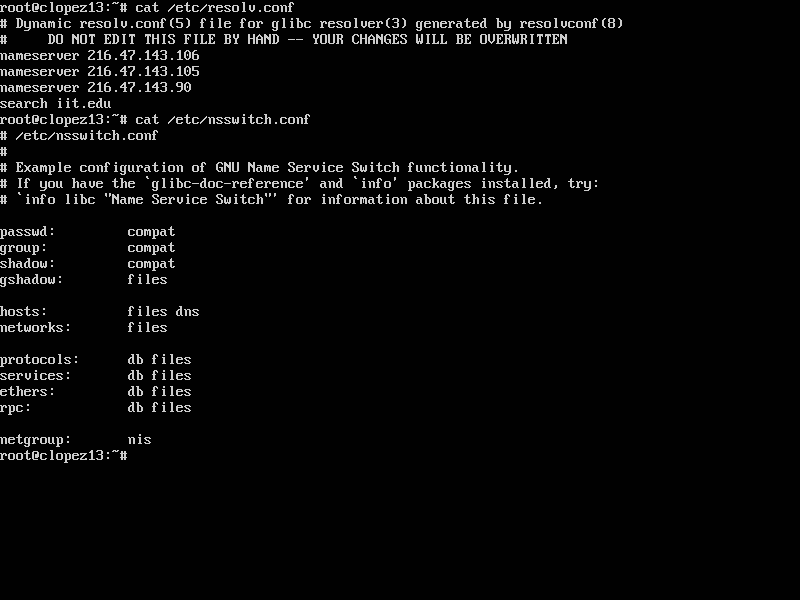 root@clopez13:~# cat /etc/resolv.conf
# Dynamic resolv.conf(5) file for glibc resolver(3) generated by resolvconf(8)
#     DO NOT EDIT THIS FILE BY HAND -- YOUR CHANGES WILL BE OVERWRITTEN
nameserver 216.47.143.106
nameserver 216.47.143.105
nameserver 216.47.143.90
search iit.edu
root@clopez13:~# cat /etc/nsswitch.conf
# /etc/nsswitch.conf
#
# Example configuration of GNU Name Service Switch functionality.
# If you have the `glibc-doc-reference' and `info' packages installed, try:
# `info libc "Name Service Switch"' for information about this file.

passwd:         compat
group:          compat
shadow:         compat
gshadow:        files

hosts:          files dns
networks:       files

protocols:      db files
services:       db files
ethers:         db files
rpc:            db files

netgroup:       nis
root@clopez13:~#